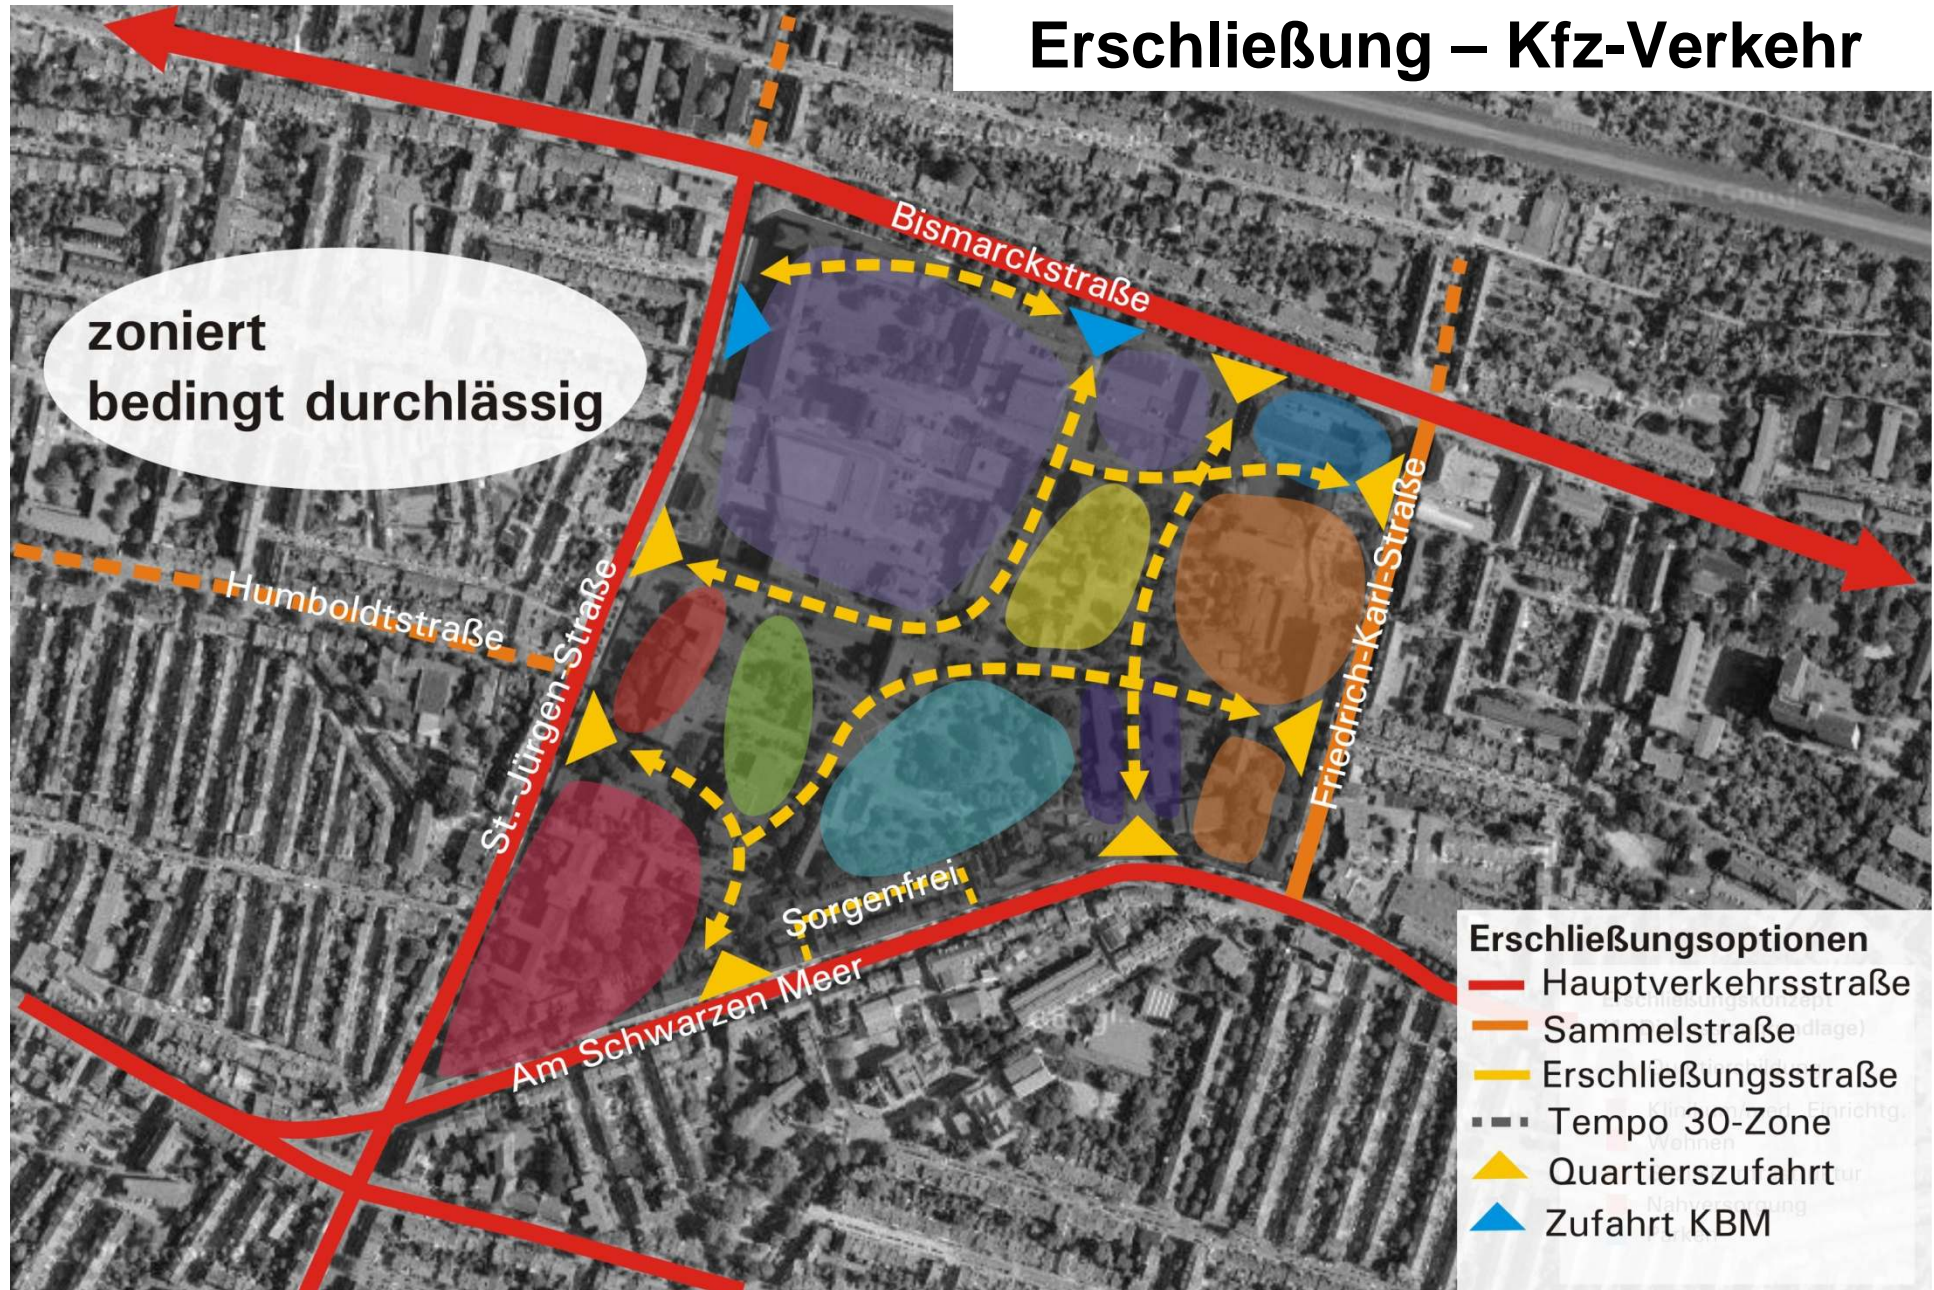 Erschließung – Kfz-Verkehr
zoniert
bedingt durchlässig
Bismarckstraße
Humboldtstraße
St.-Jürgen-Straße
Friedrich-Karl-Straße
Sorgenfrei
Am Schwarzen Meer
Erschließungsoptionen
Hauptverkehrsstraße
Sammelstraße
Erschließungsstraße
Tempo 30-Zone
Quartierszufahrt
Zufahrt KBM